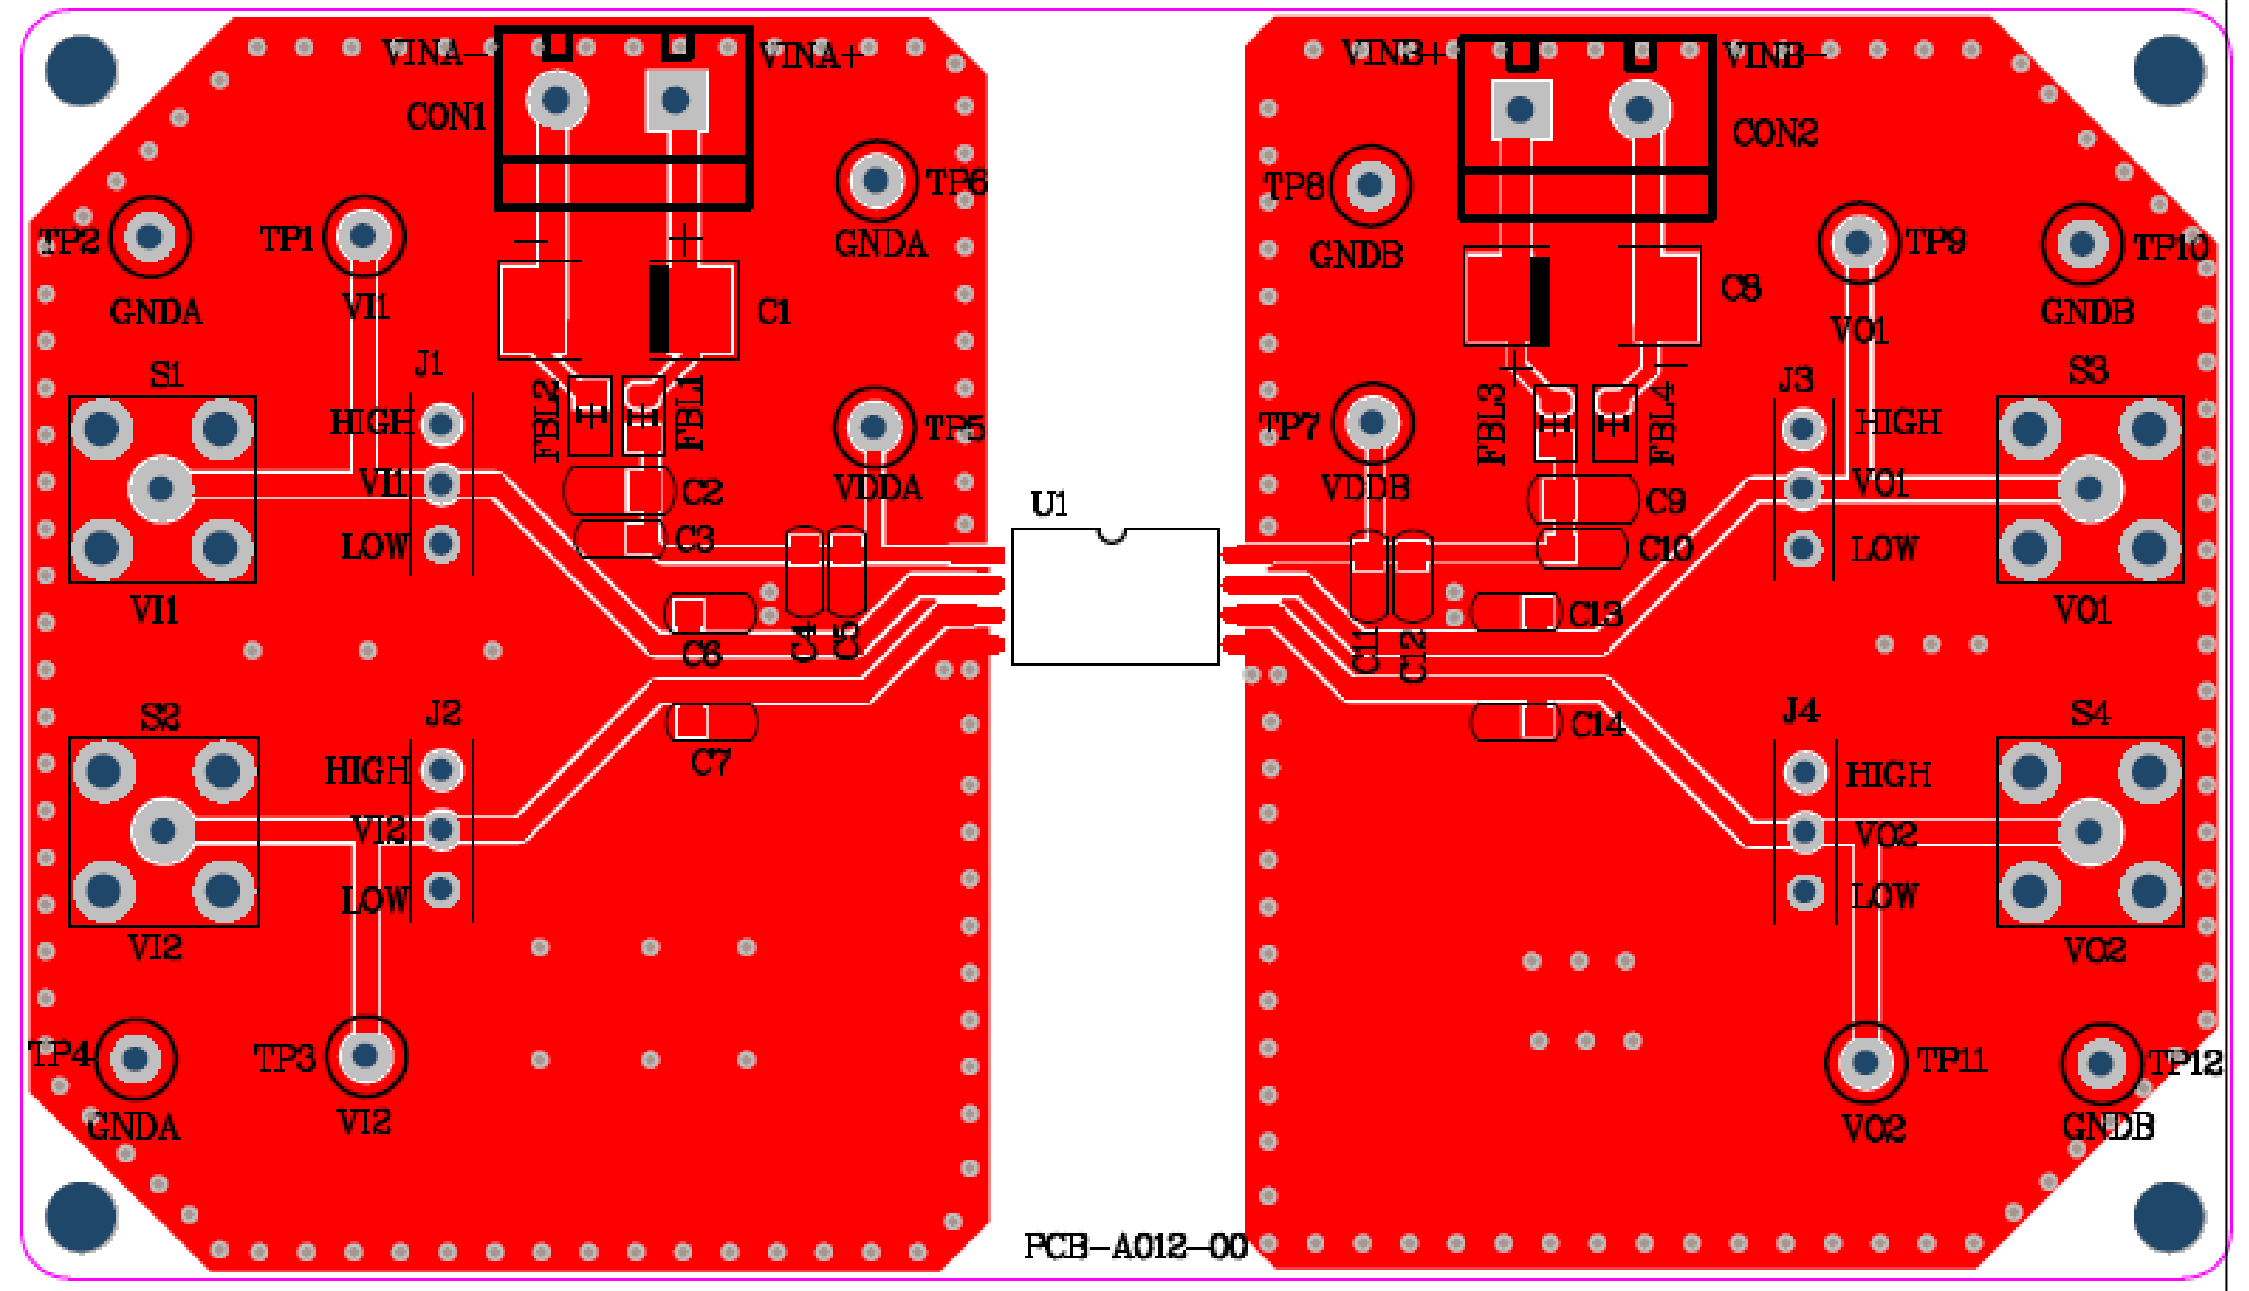 VINA-
VINA+
VINB+
VINB-
CON1
CON2
TP6
TP8
TP2
TP1
GNDA
GNDB
TP9
TP10
GNDA
VI1
C1
C8
VO1
GNDB
S1
J1
J3
S3
HIGH
FBL2
FBL1
TP5
TP7
FBL3
FBL4
HIGH
VI1
C2
VDDA
VDDB
C9
VO1
U1
LOW
C3
C10
LOW
VI1
C6
C4
C5
C11
C12
C13
VO1
S2
J2
C7
C14
J4
S4
HIGH
HIGH
VI2
VO2
LOW
LOW
VI2
VO2
TP4
TP3
TP11
TP12
GNDA
VI2
VO2
GNDB
PCB-A012-00